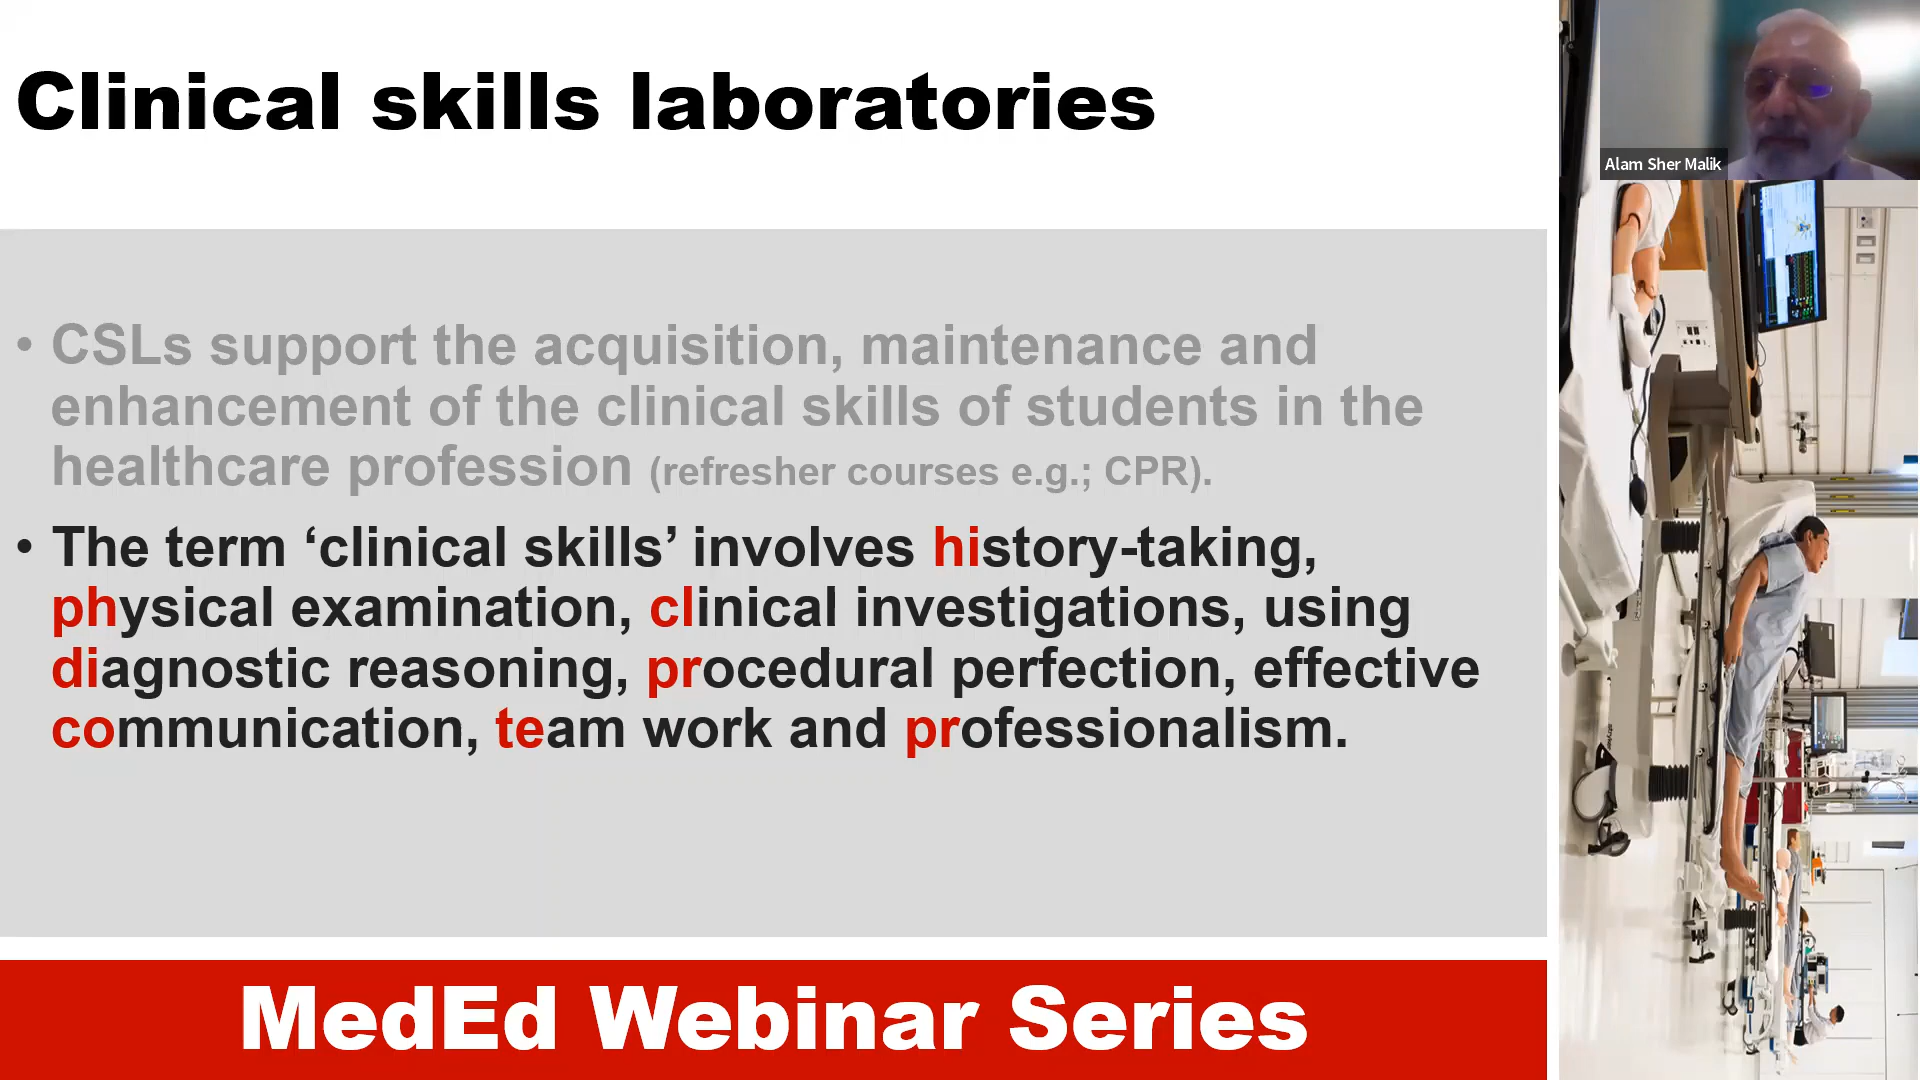 Clinical skills laboratories
Alam Sher Malik
• CSLs support the acquisition, maintenance and
enhancement of the clinical skills of students in the
healthcare profession (refresher courses e.g.; CPR).
• The term ‘clinical skills’ involves history-taking,
physical examination, clinical investigations, using
diagnostic reasoning, procedural perfection, effective
communication, team work and professionalism.
MedEd Webinar Series